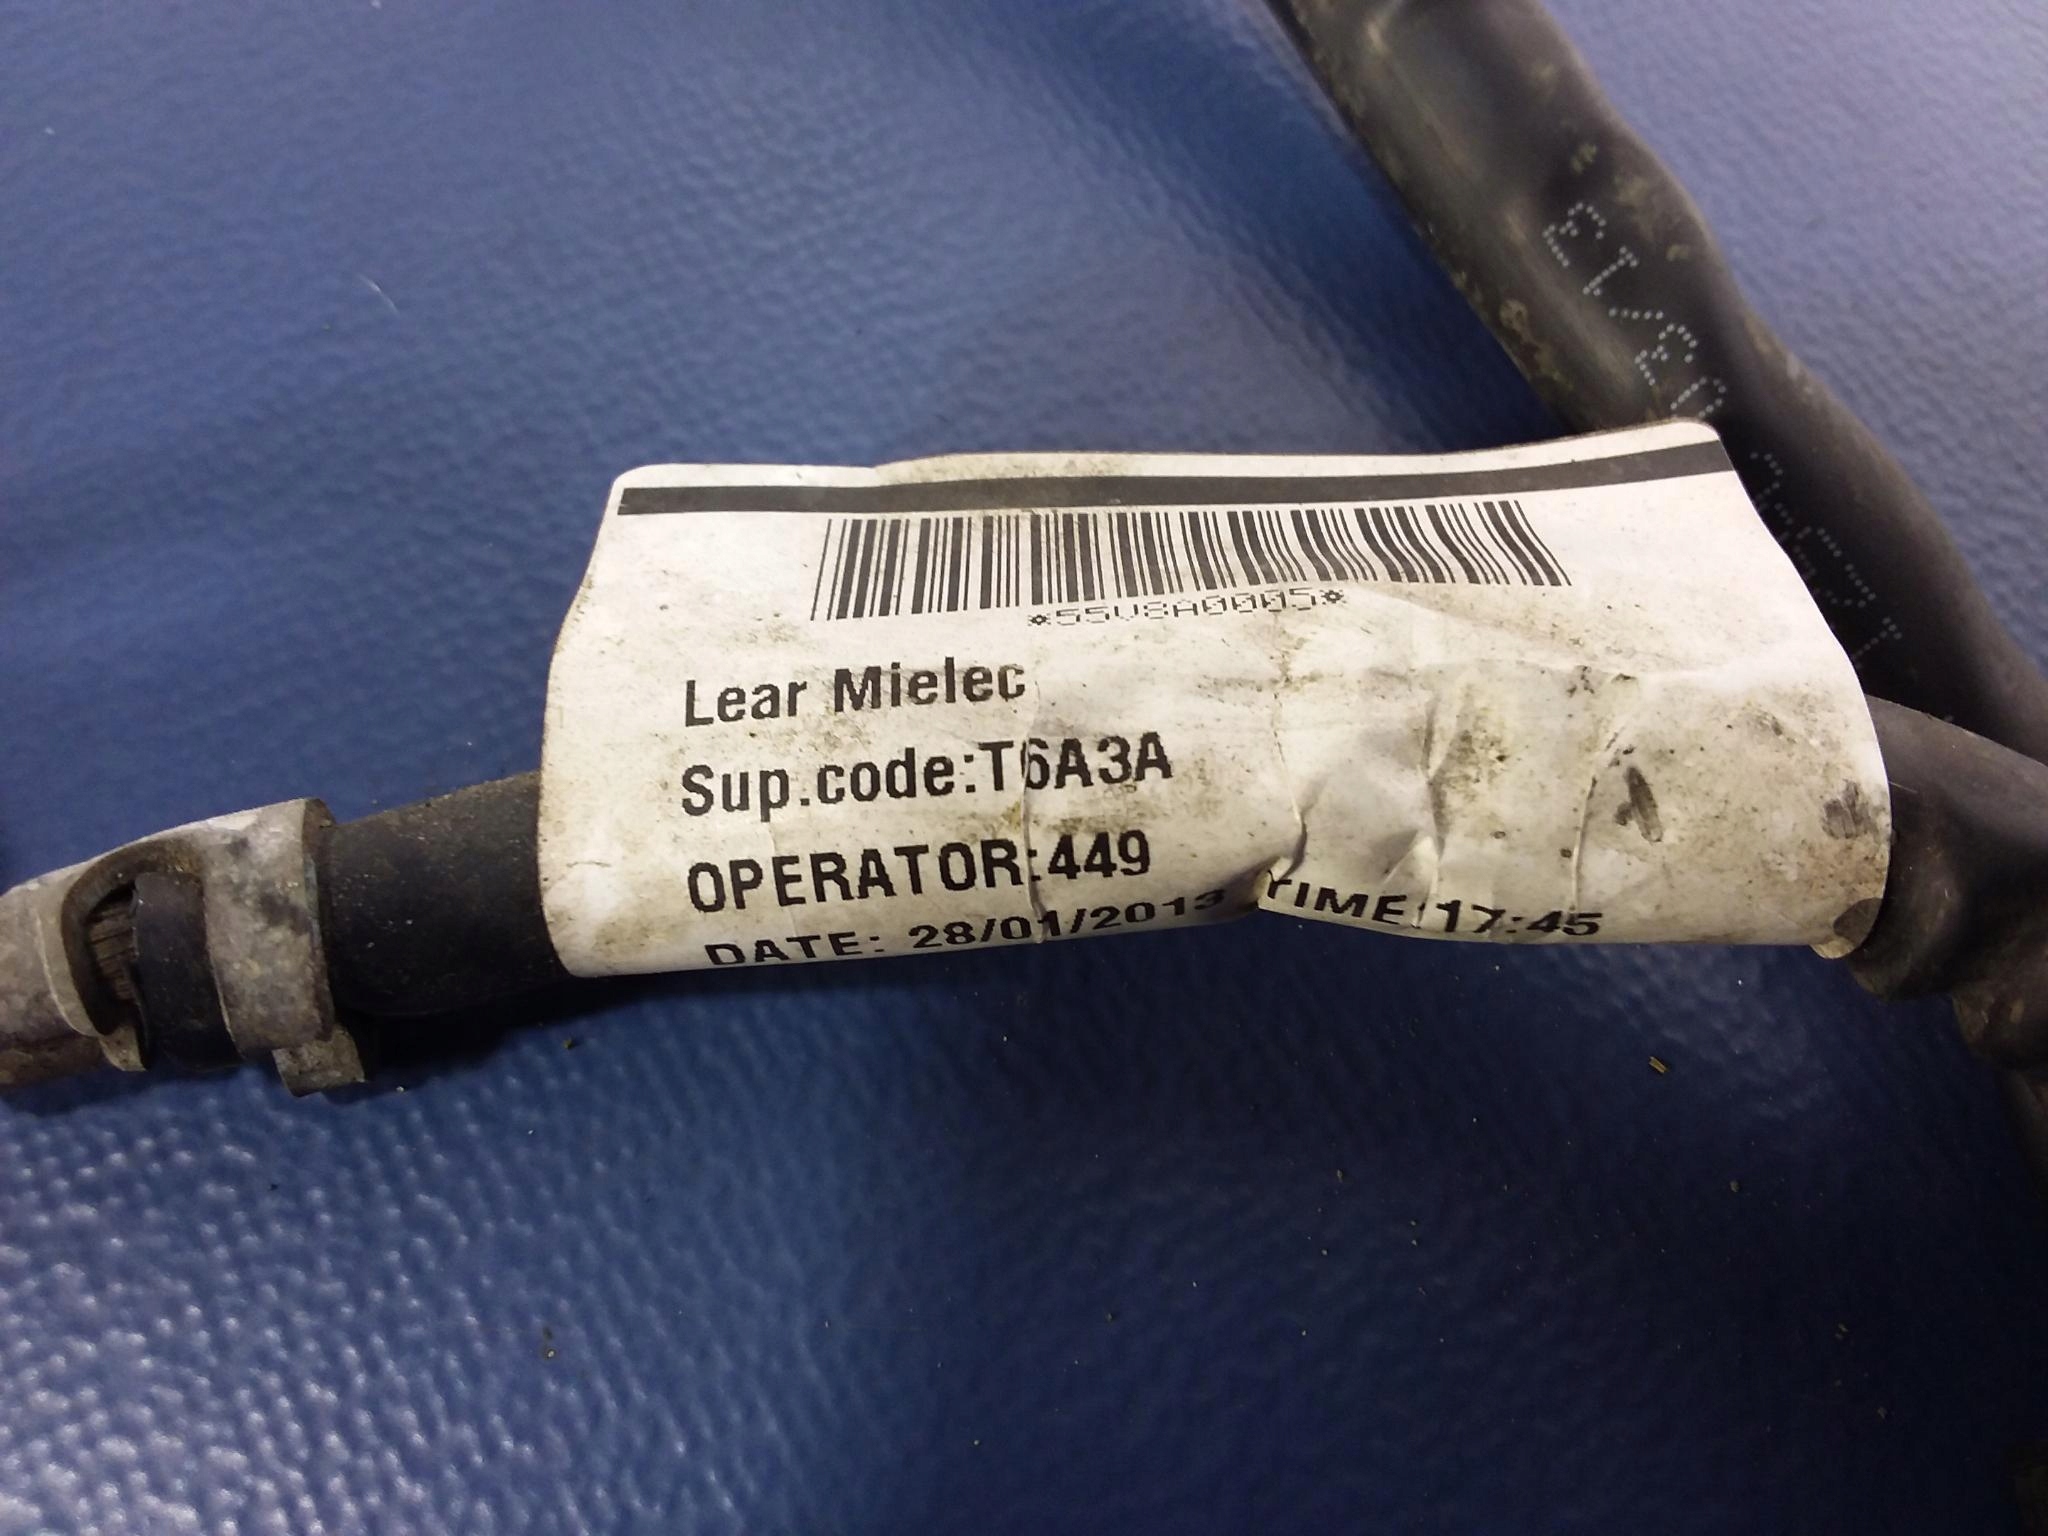 *55V8A0005*
Lear Mielec
Sup.code:T6A3A
OPERATOR:449
DATE: 28/01/2013 TIME:17:45